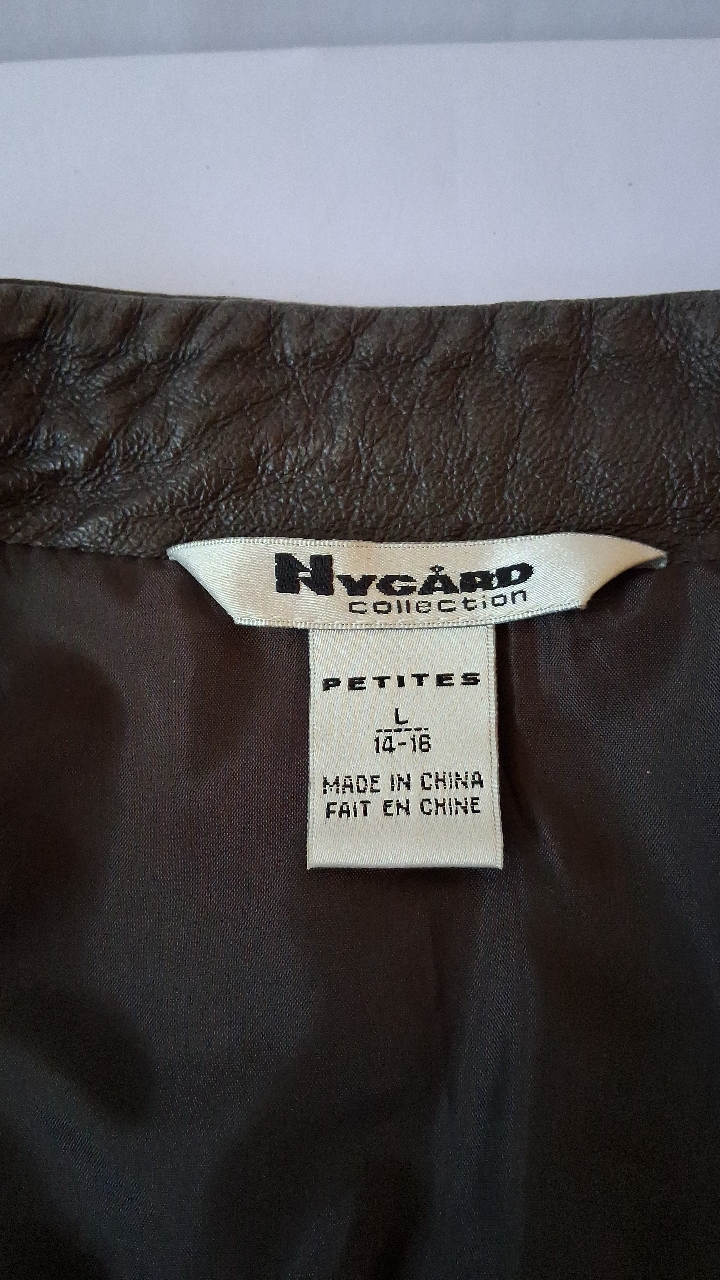 NYGÅRD
collection
PETITES
L
14-16
MADE IN CHINA
FAIT EN CHINE